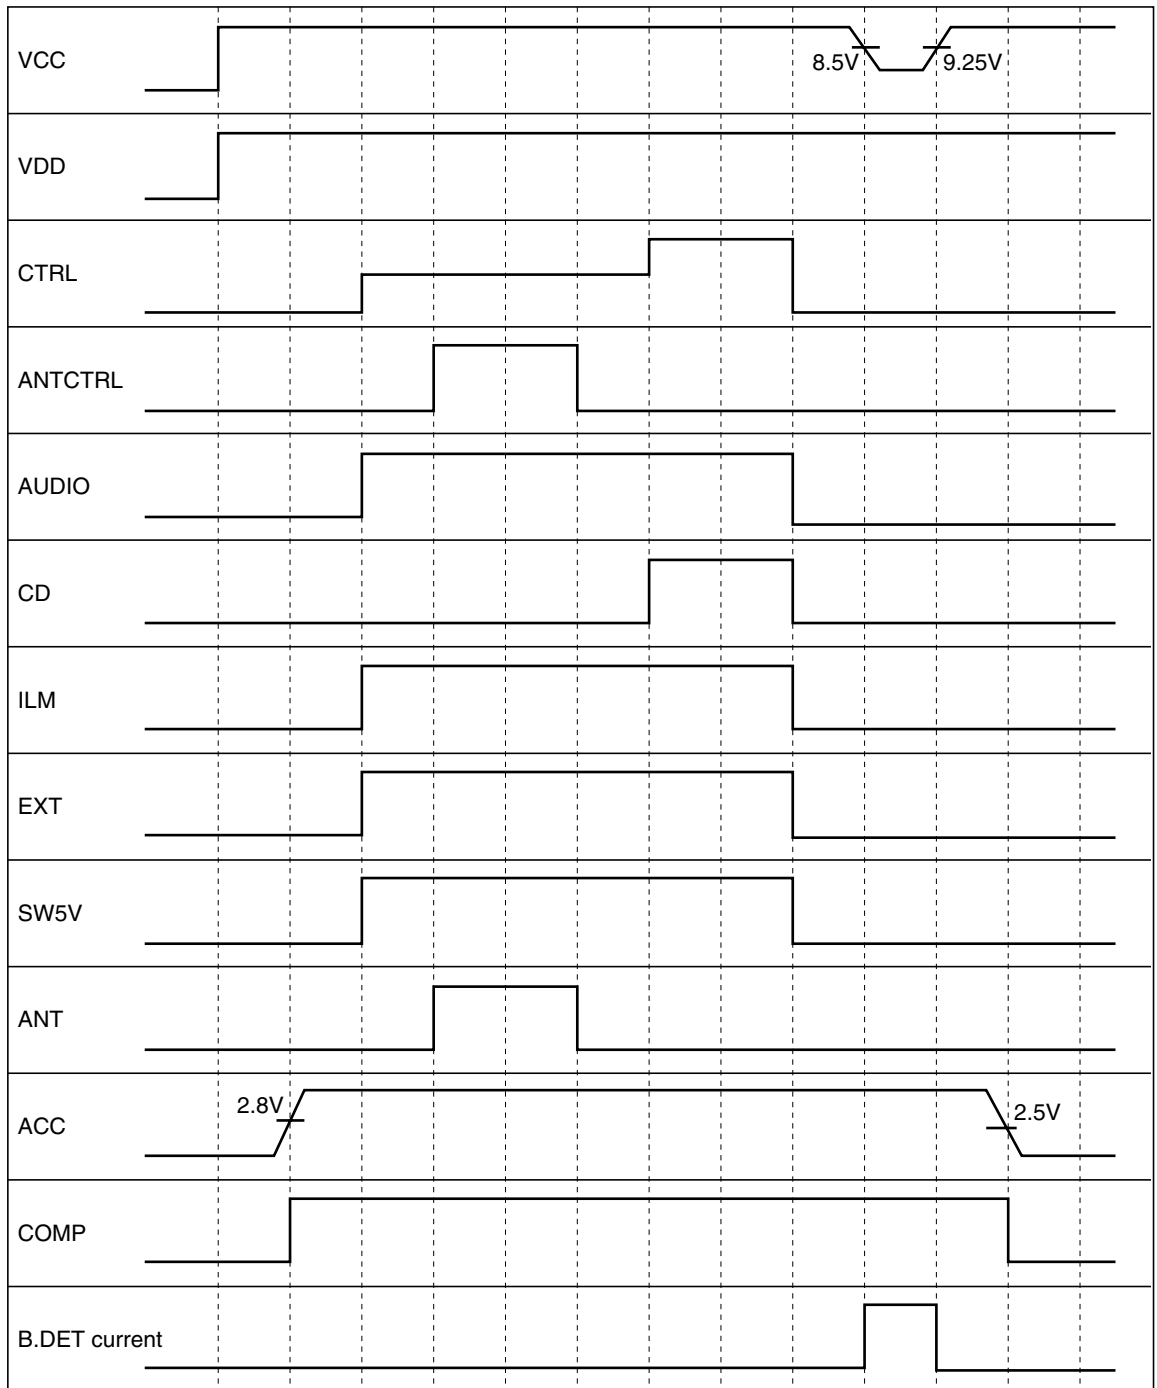 VCC
8.5V
9.25V
VDD
CTRL
ANTCTRL
AUDIO
CD
ILM
EXT
SW5V
ANT
ACC
2.8V
2.5V
COMP
B.DET current